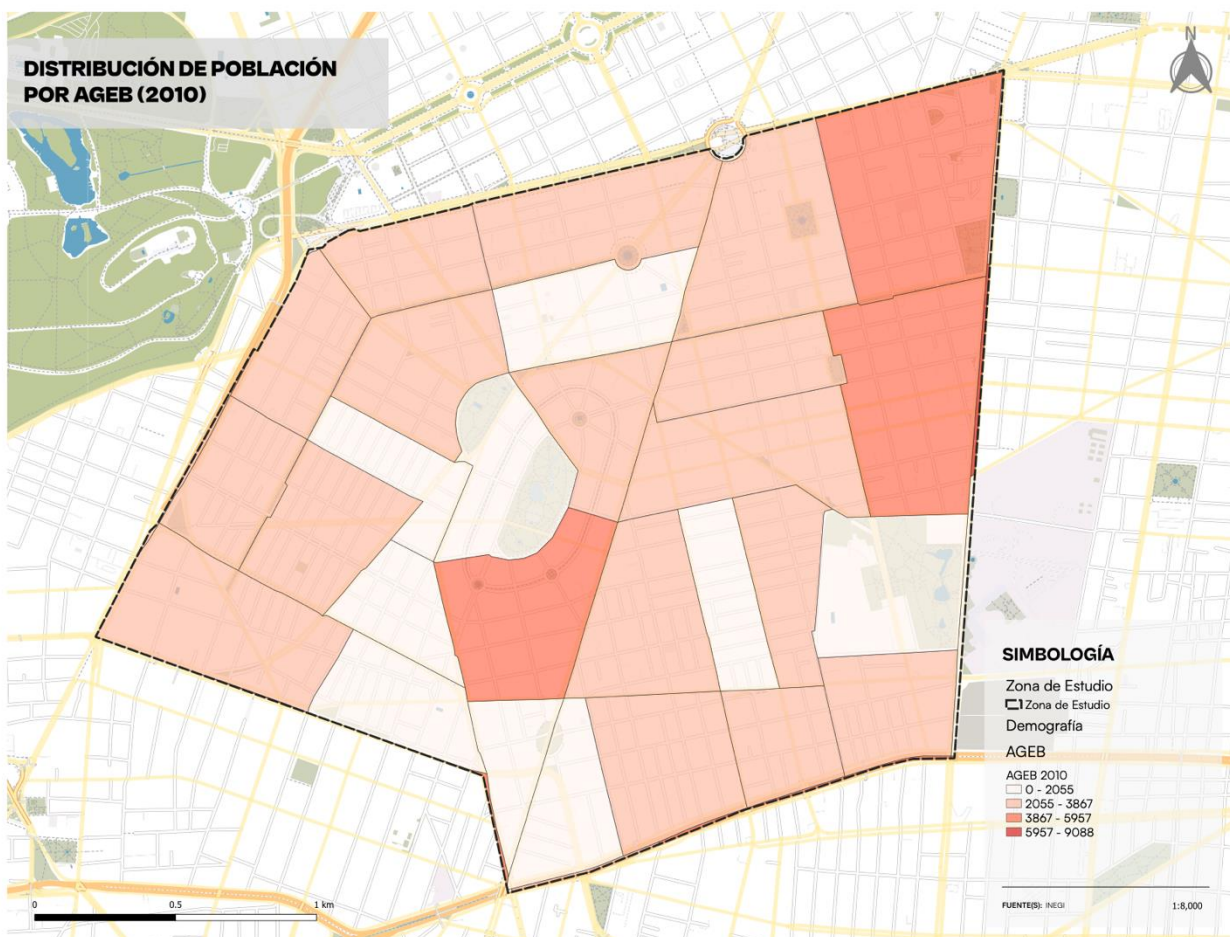 DISTRIBUCIÓN DE POBLACIÓN
POR AGEB (2010)
N
SIMBOLOGÍA
Zona de Estudio
Zona de Estudio
Demografía
AGEB
AGEB 2010
0 - 2055
2055 - 3867
3867 - 5957
5957 - 9088
0 0.5 1 km
FUENTE(S): INEGI 1:8,000